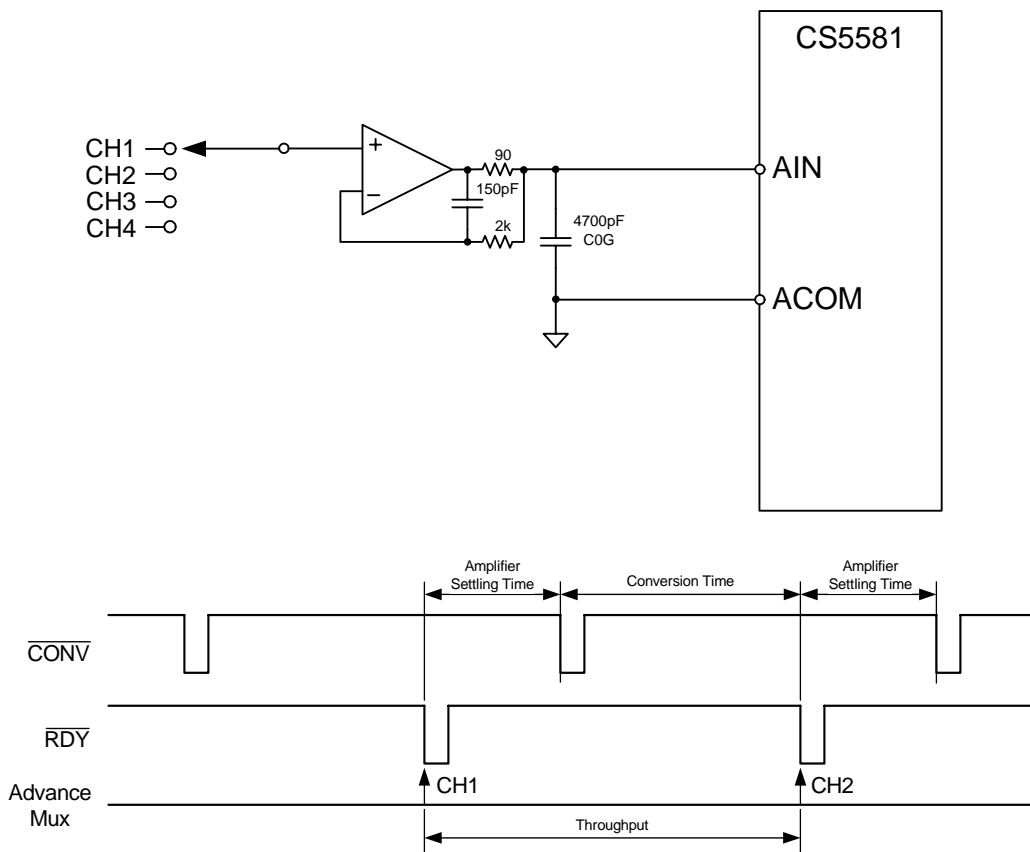 CS5581
CH1
CH2
CH3
CH4
+
−
90
150pF
2k
4700pF
C0G
AIN
ACOM
Amplifier
Settling Time
Conversion Time
Amplifier
Settling Time
CONV
RDY
CH1
CH2
Advance
Mux
Throughput